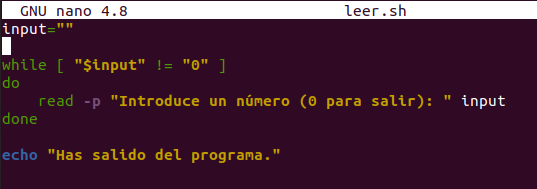 GNU nano 4.8 leer.sh
input=""
while [ "$input" != "0" ]
do
    read -p "Introduce un número (0 para salir): " input
done
echo "Has salido del programa."